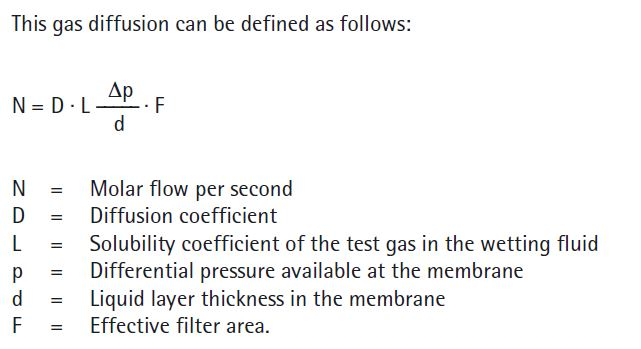 This gas diffusion can be defined as follows:
N = D · L Δp/d · F
N = Molar flow per second
D = Diffusion coefficient
L = Solubility coefficient of the test gas in the wetting fluid
p = Differential pressure available at the membrane
d = Liquid layer thickness in the membrane
F = Effective filter area.